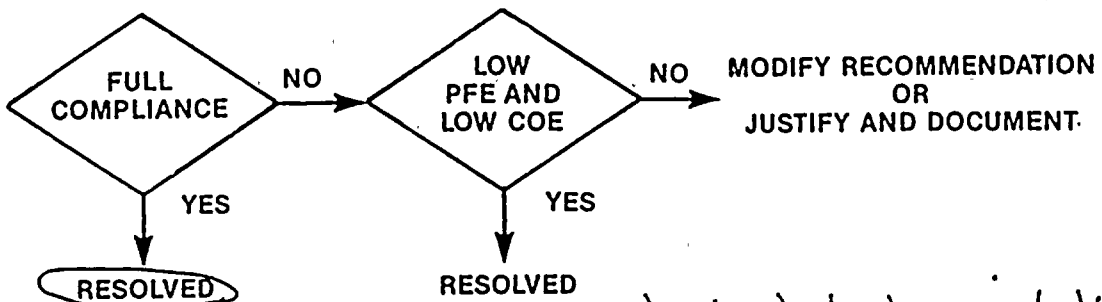 FULL
COMPLIANCE
NO
LOW
PFE AND
LOW COE
NO
MODIFY RECOMMENDATION
OR
JUSTIFY AND DOCUMENT.
YES
YES
RESOLVED
RESOLVED